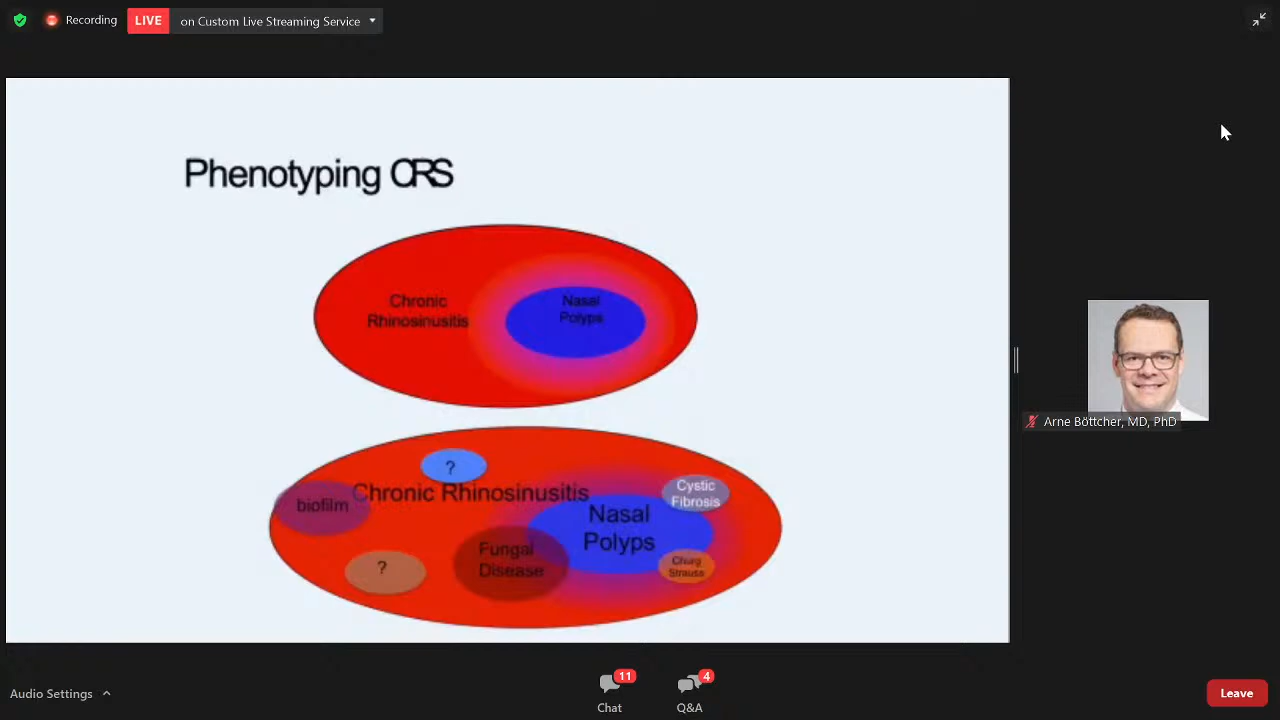 Recording
LIVE
on Custom Live Streaming Service
Phenotyping CRS
Chronic
Rhinosinusitis
Nasal
Polyps
?
Chronic Rhinosinusitis
biofilm
Cystic
Fibrosis
Nasal
Polyps
Fungal
Disease
Churg
Strauss
?
Arne Böttcher, MD, PhD
Audio Settings
11
Chat
4
Q&A
Leave